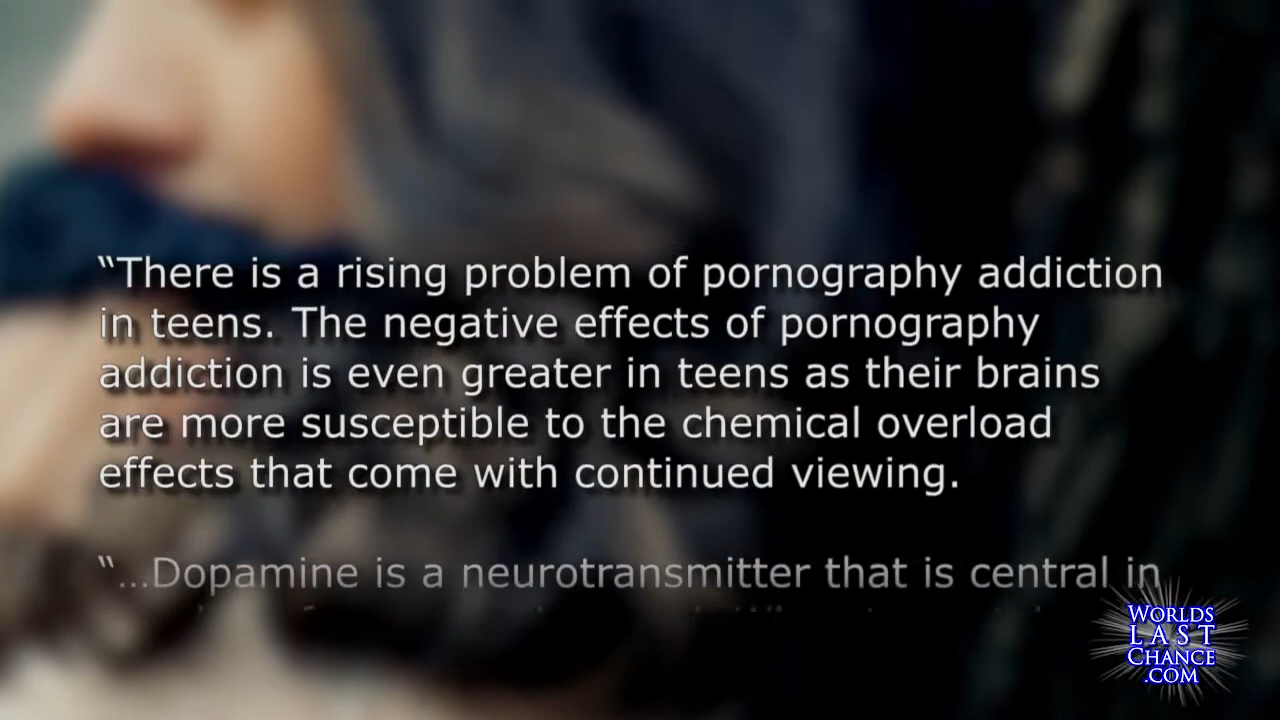 “There is a rising problem of pornography addiction
in teens. The negative effects of pornography
addiction is even greater in teens as their brains
are more susceptible to the chemical overload
effects that come with continued viewing.
“...Dopamine is a neurotransmitter that is central in
WORLDS
LAST
CHANCE
.COM